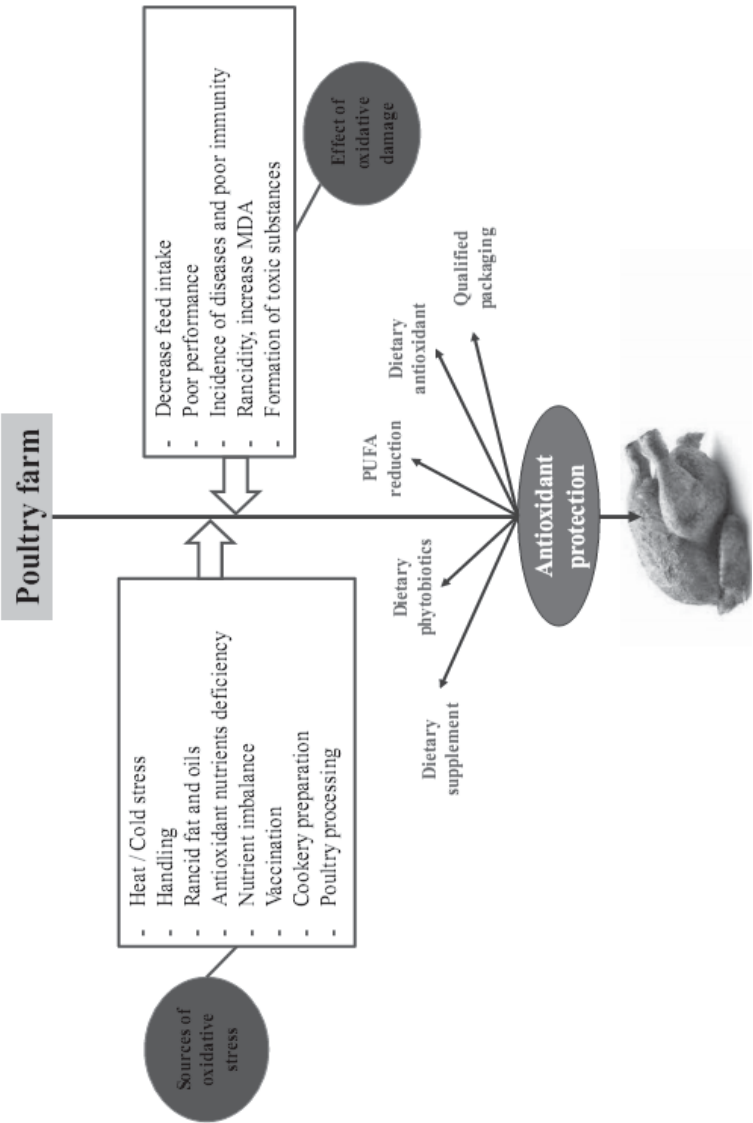 Poultry farm
Sources of
oxidative
stress
- Heat / Cold stress
- Handling
- Rancid fat and oils
- Antioxidant nutrients deficiency
- Nutrient imbalance
- Vaccination
- Cookery preparation
- Poultry processing
- Decrease feed intake
- Poor performance
- Incidence of diseases and poor immunity
- Rancidity, increase MDA
- Formation of toxic substances
Effect of
oxidative
damage
Dietary
supplement
Dietary
phytobiotics
PUFA
reduction
Dietary
antioxidant
Qualified
packaging
Antioxidant
protection